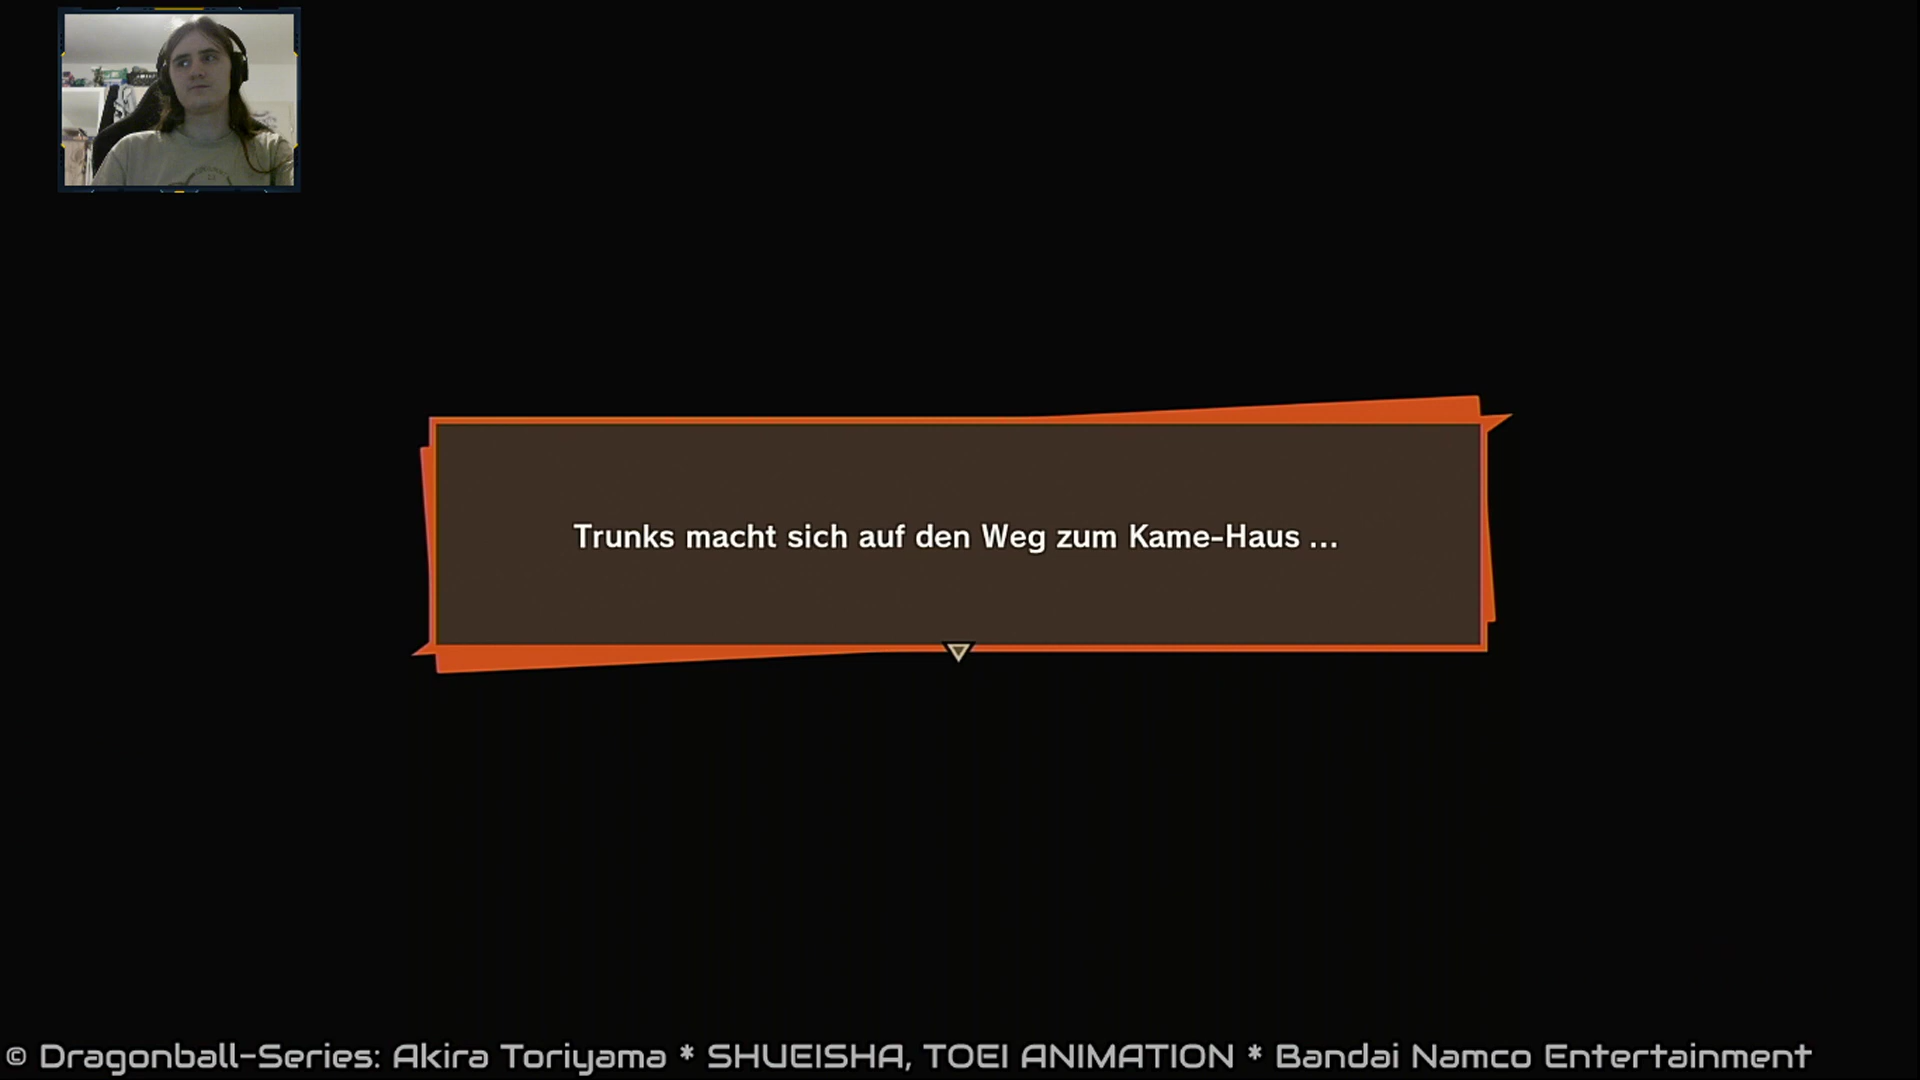 Trunks macht sich auf den Weg zum Kame-Haus ...
© Dragonball-Series: Akira Toriyama * SHUEISHA, TOEI ANIMATION * Bandai Namco Entertainment